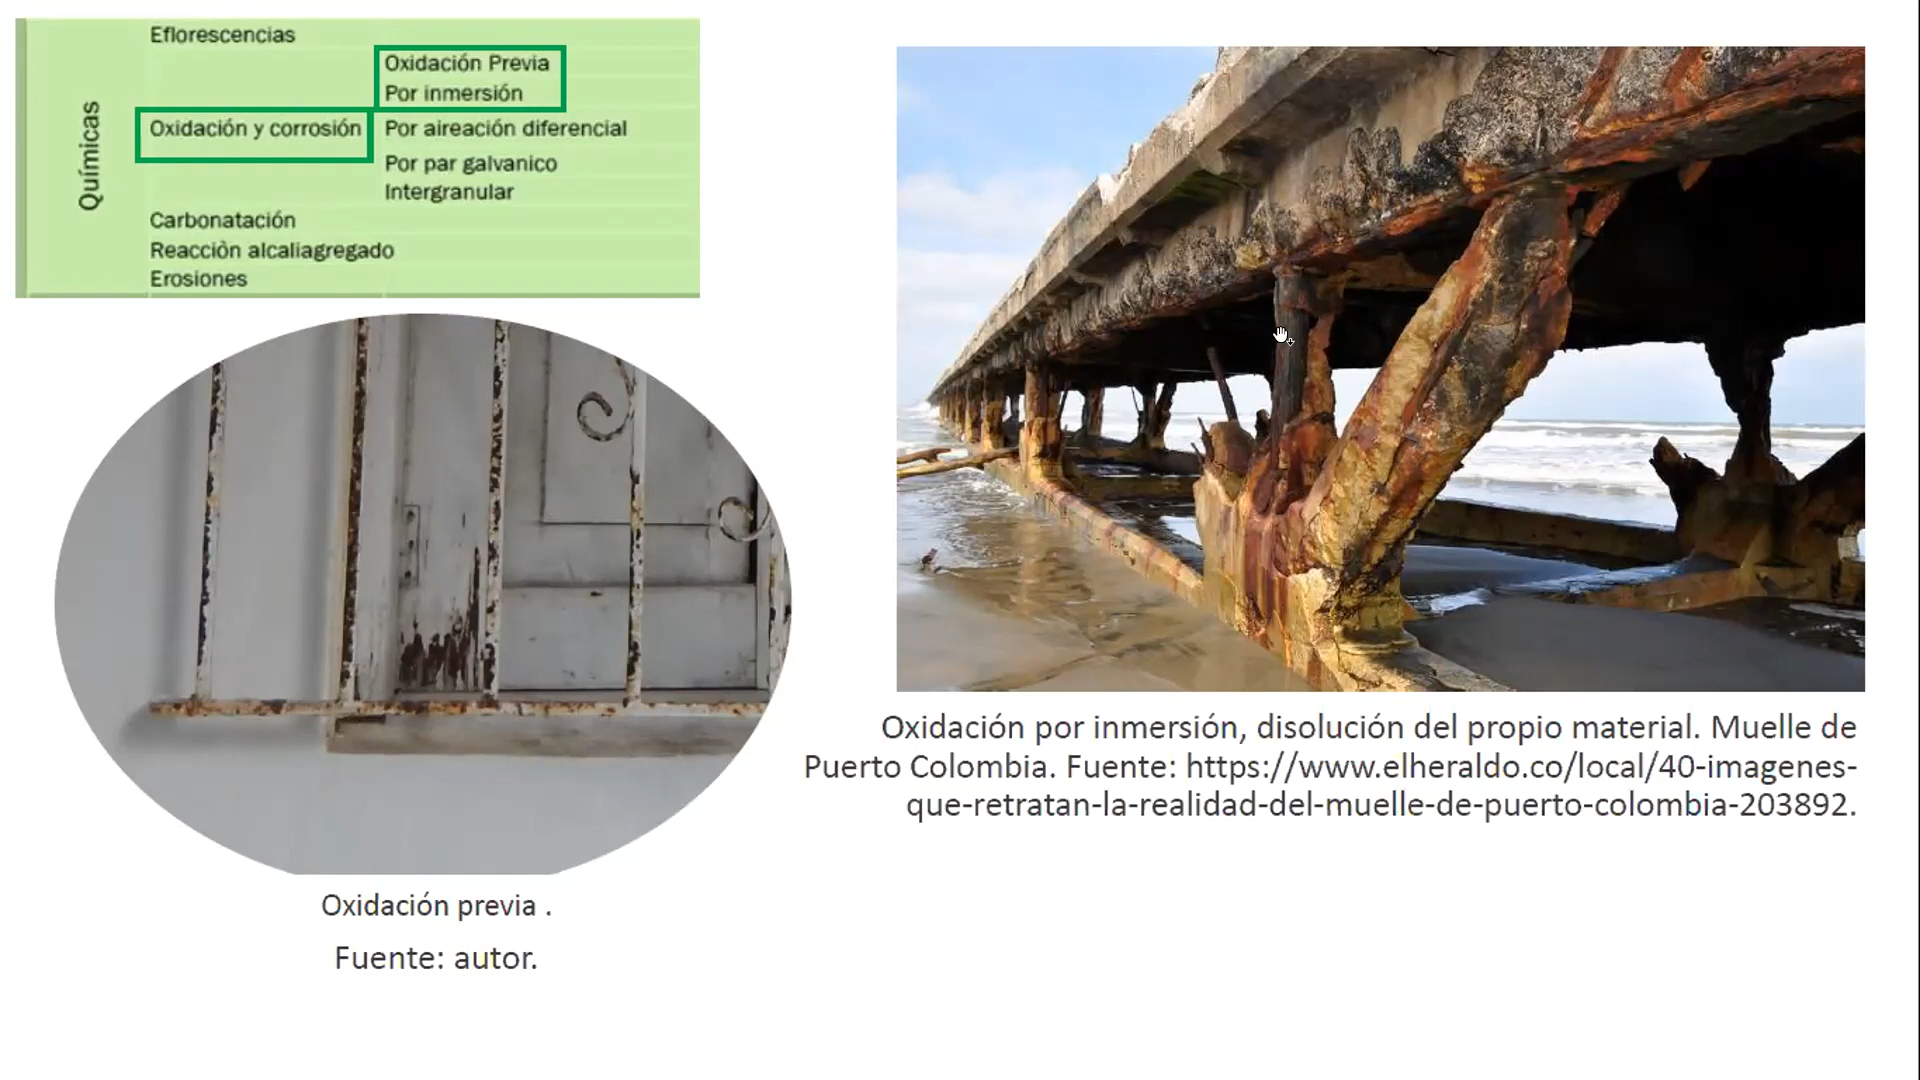 Eflorescencias
Oxidación Previa
Por inmersión
Químicas
Oxidación y corrosión
Por aireación diferencial
Por par galvanico
Intergranular
Carbonatación
Reacciòn alcaliagregado
Erosiones
Oxidación por inmersión, disolución del propio material. Muelle de
Puerto Colombia. Fuente: https://www.elheraldo.co/local/40-imagenes-
que-retratan-la-realidad-del-muelle-de-puerto-colombia-203892.
Oxidación previa .
Fuente: autor.